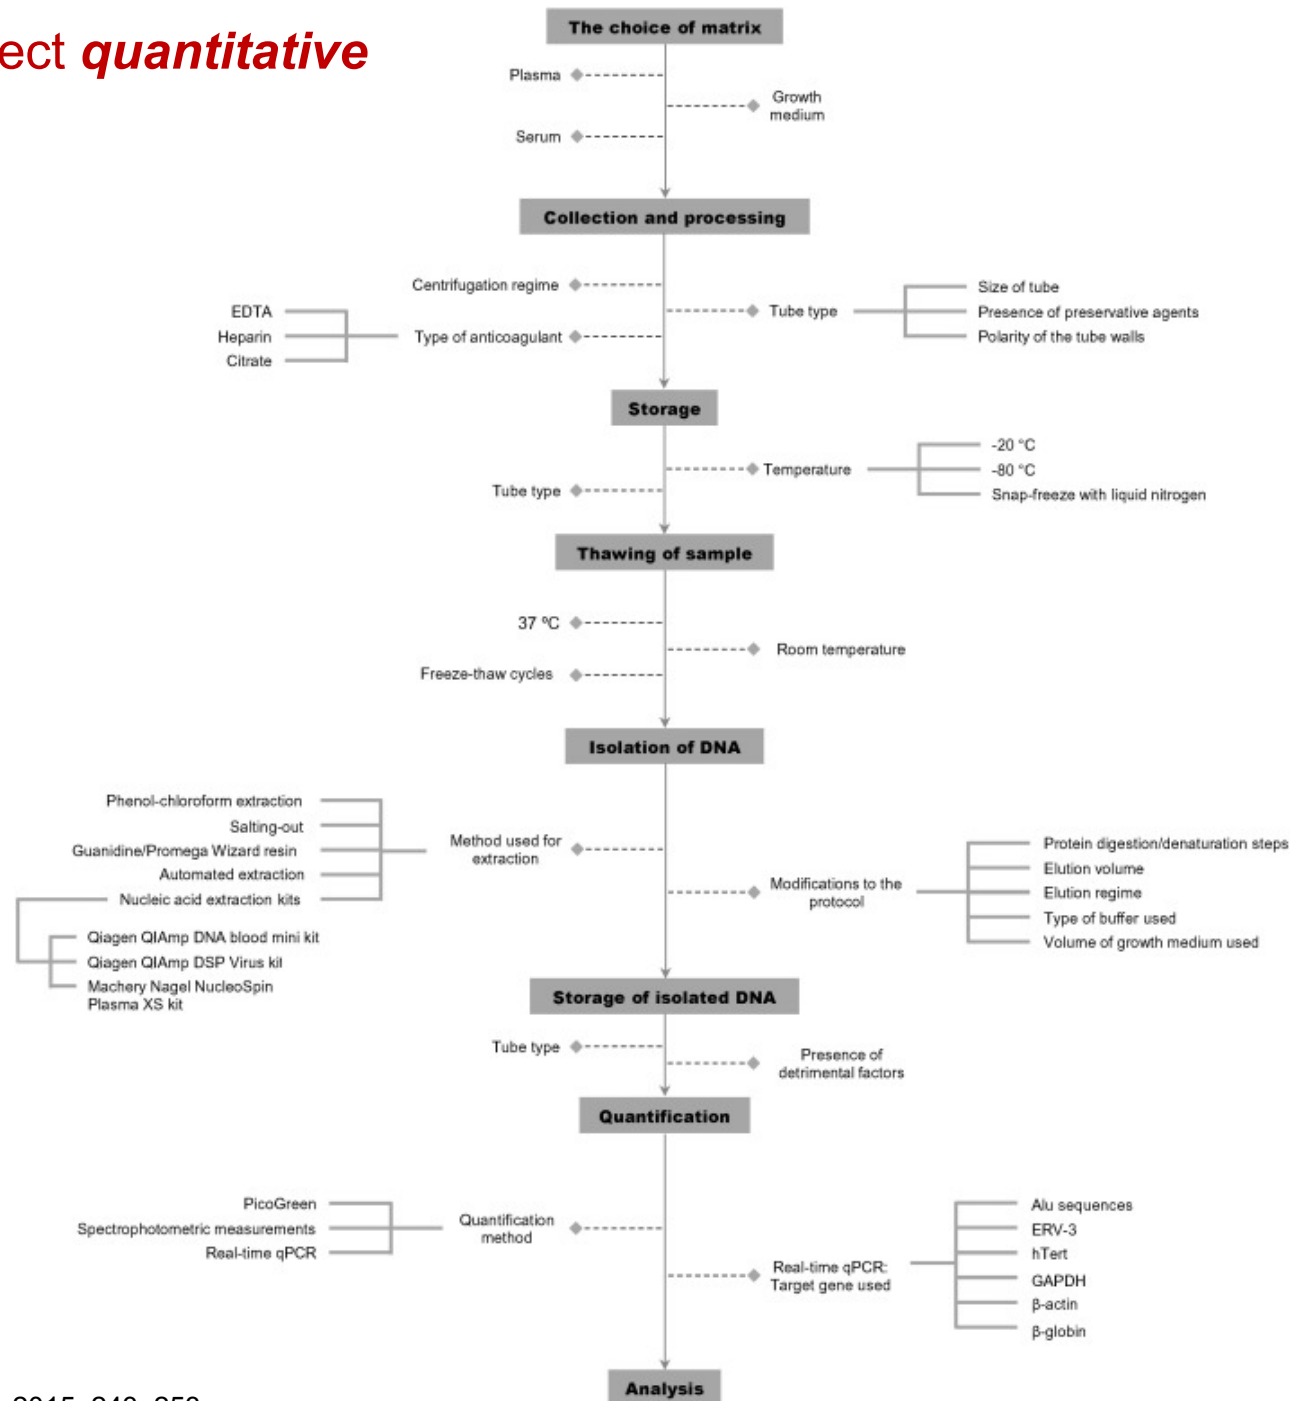 ect quantitative
The choice of matrix
Plasma
Growth
medium
Serum
Collection and processing
Centrifugation regime
Size of tube
EDTA
Tube type
Presence of preservative agents
Heparin
Type of anticoagulant
Polarity of the tube walls
Citrate
Storage
-20 °C
Temperature
-80 °C
Tube type
Snap-freeze with liquid nitrogen
Thawing of sample
37 ºC
Room temperature
Freeze-thaw cycles
Isolation of DNA
Phenol-chloroform extraction
Salting-out
Guanidine/Promega Wizard resin
Automated extraction
Nucleic acid extraction kits
Method used for
extraction
Qiagen QIAmp DNA blood mini kit
Qiagen QIAmp DSP Virus kit
Machery Nagel NucleoSpin
Plasma XS kit
Modifications to the
protocol
Protein digestion/denaturation steps
Elution volume
Elution regime
Type of buffer used
Volume of growth medium used
Storage of isolated DNA
Tube type
Presence of
detrimental factors
Quantification
PicoGreen
Spectrophotometric measurements
Real-time qPCR
Quantification
method
Real-time qPCR:
Target gene used
Alu sequences
ERV-3
hTert
GAPDH
β-actin
β-globin
Analysis